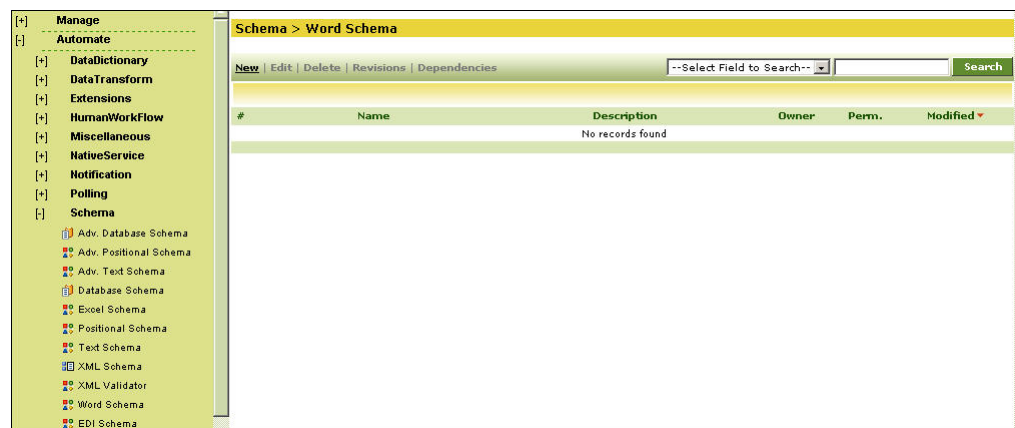 [+] Manage
[-] Automate
[+] DataDictionary
[+] DataTransform
[+] Extensions
[+] HumanWorkFlow
[+] Miscellaneous
[+] NativeService
[+] Notification
[+] Polling
[-] Schema
Adv. Database Schema
Adv. Positional Schema
Adv. Text Schema
Database Schema
Excel Schema
Positional Schema
Text Schema
XML Schema
XML Validator
Word Schema
EDI Schema
Schema > Word Schema
New | Edit | Delete | Revisions | Dependencies --Select Field to Search-- Search
# Name Description Owner Perm. Modified
No records found